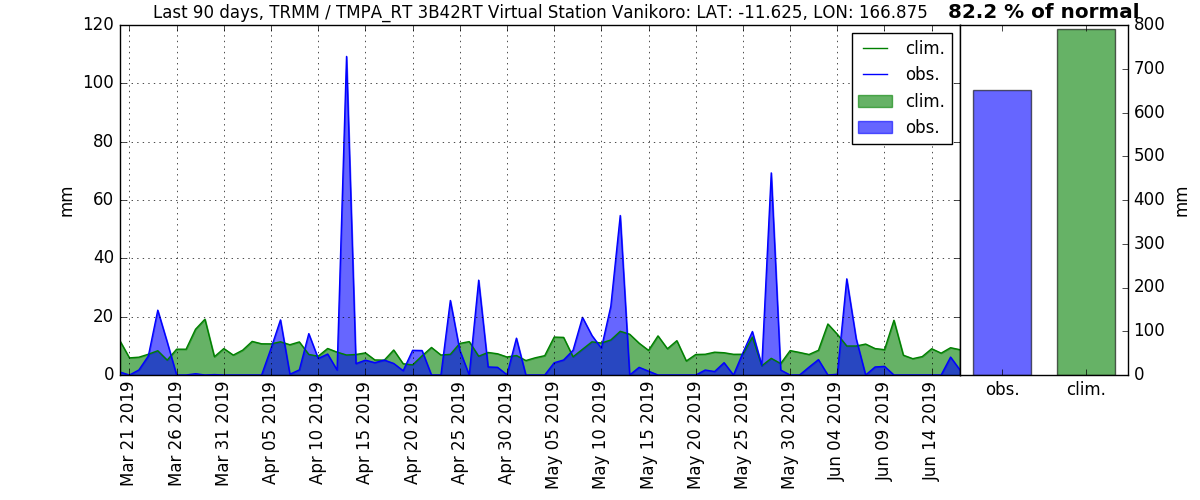 Last 90 days, TRMM / TMPA_RT 3B42RT Virtual Station Vanikoro: LAT: -11.625, LON: 166.875
82.2 % of normal
mm
120
100
80
60
40
20
0
clim.
obs.
clim.
obs.
800
700
600
500
400
300
200
100
0
mm
Mar 21 2019
Mar 26 2019
Mar 31 2019
Apr 05 2019
Apr 10 2019
Apr 15 2019
Apr 20 2019
Apr 25 2019
Apr 30 2019
May 05 2019
May 10 2019
May 15 2019
May 20 2019
May 25 2019
May 30 2019
Jun 04 2019
Jun 09 2019
Jun 14 2019
obs.
clim.